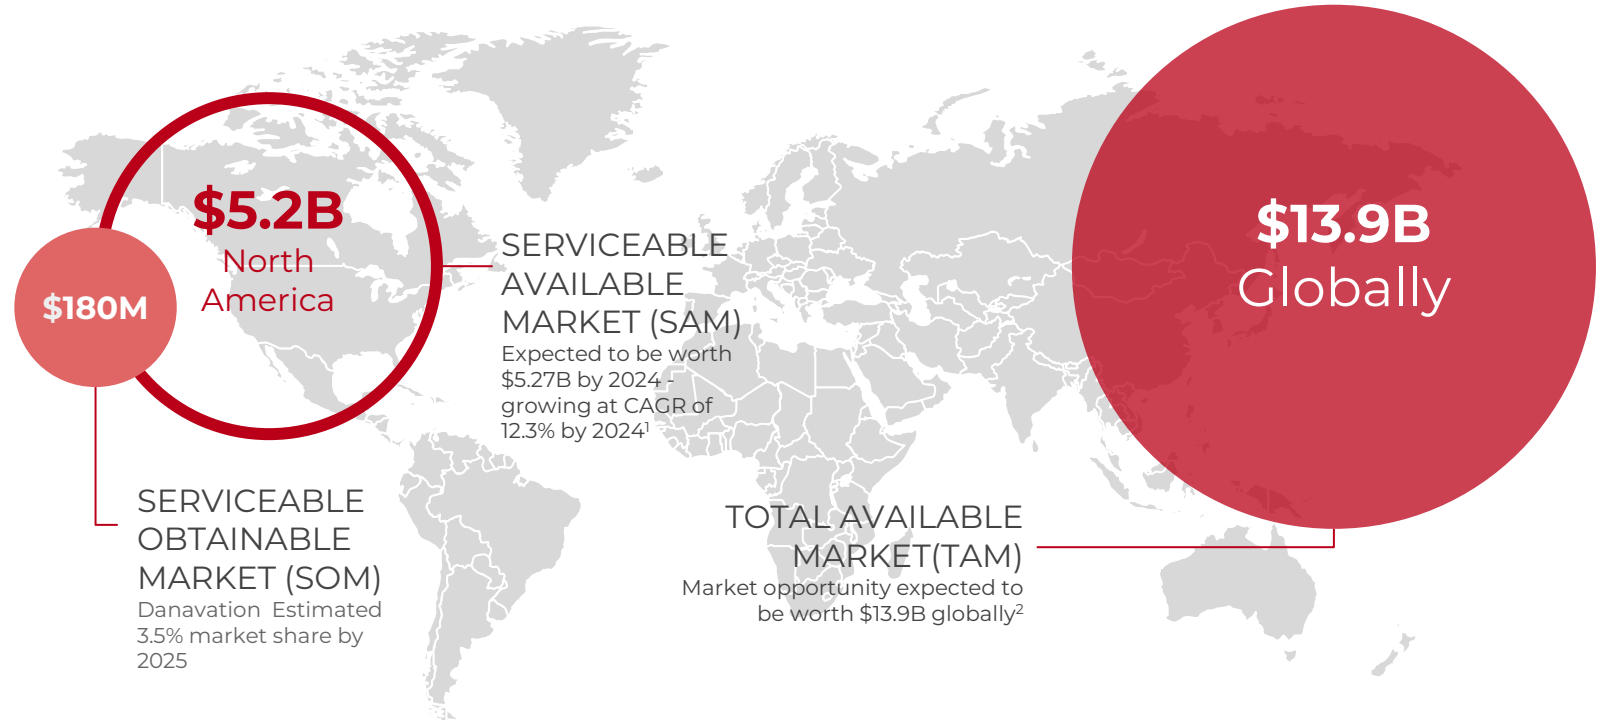 $5.2B
North
America
$180M
SERVICEABLE
AVAILABLE
MARKET (SAM)
Expected to be worth
$5.27B by 2024 -
growing at CAGR of
12.3% by 2024¹
SERVICEABLE
OBTAINABLE
MARKET (SOM)
Danavation Estimated
3.5% market share by
2025
$13.9B
Globally
TOTAL AVAILABLE
MARKET(TAM)
Market opportunity expected to
be worth $13.9B globally²